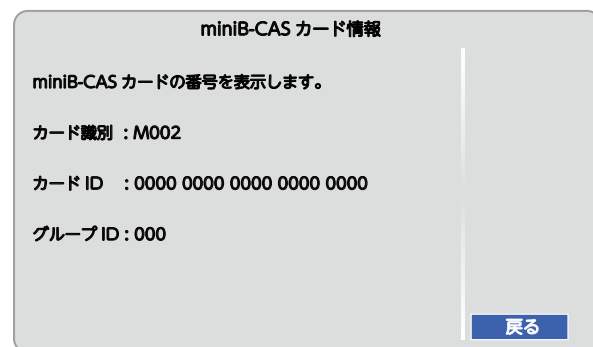 miniB-CAS カード情報
miniB-CAS カードの番号を表示します。
カード識別 : M002
カード ID : 0000 0000 0000 0000 0000
グループ ID : 000
戻る